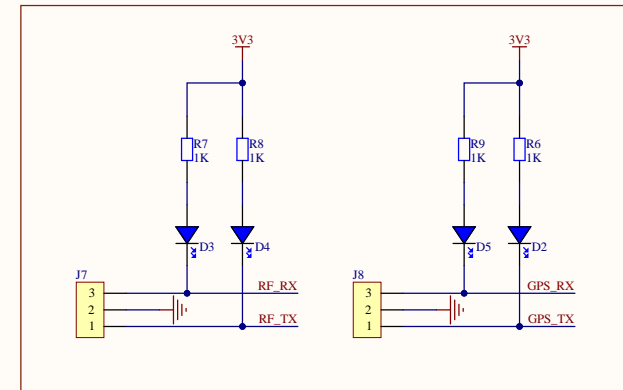 3V3 3V3
R7 R8 R9 R6
1K 1K 1K 1K
D3 D4 D5 D2
J7 J8
3 RF_RX 3 GPS_RX
2 2
1 RF_TX 1 GPS_TX